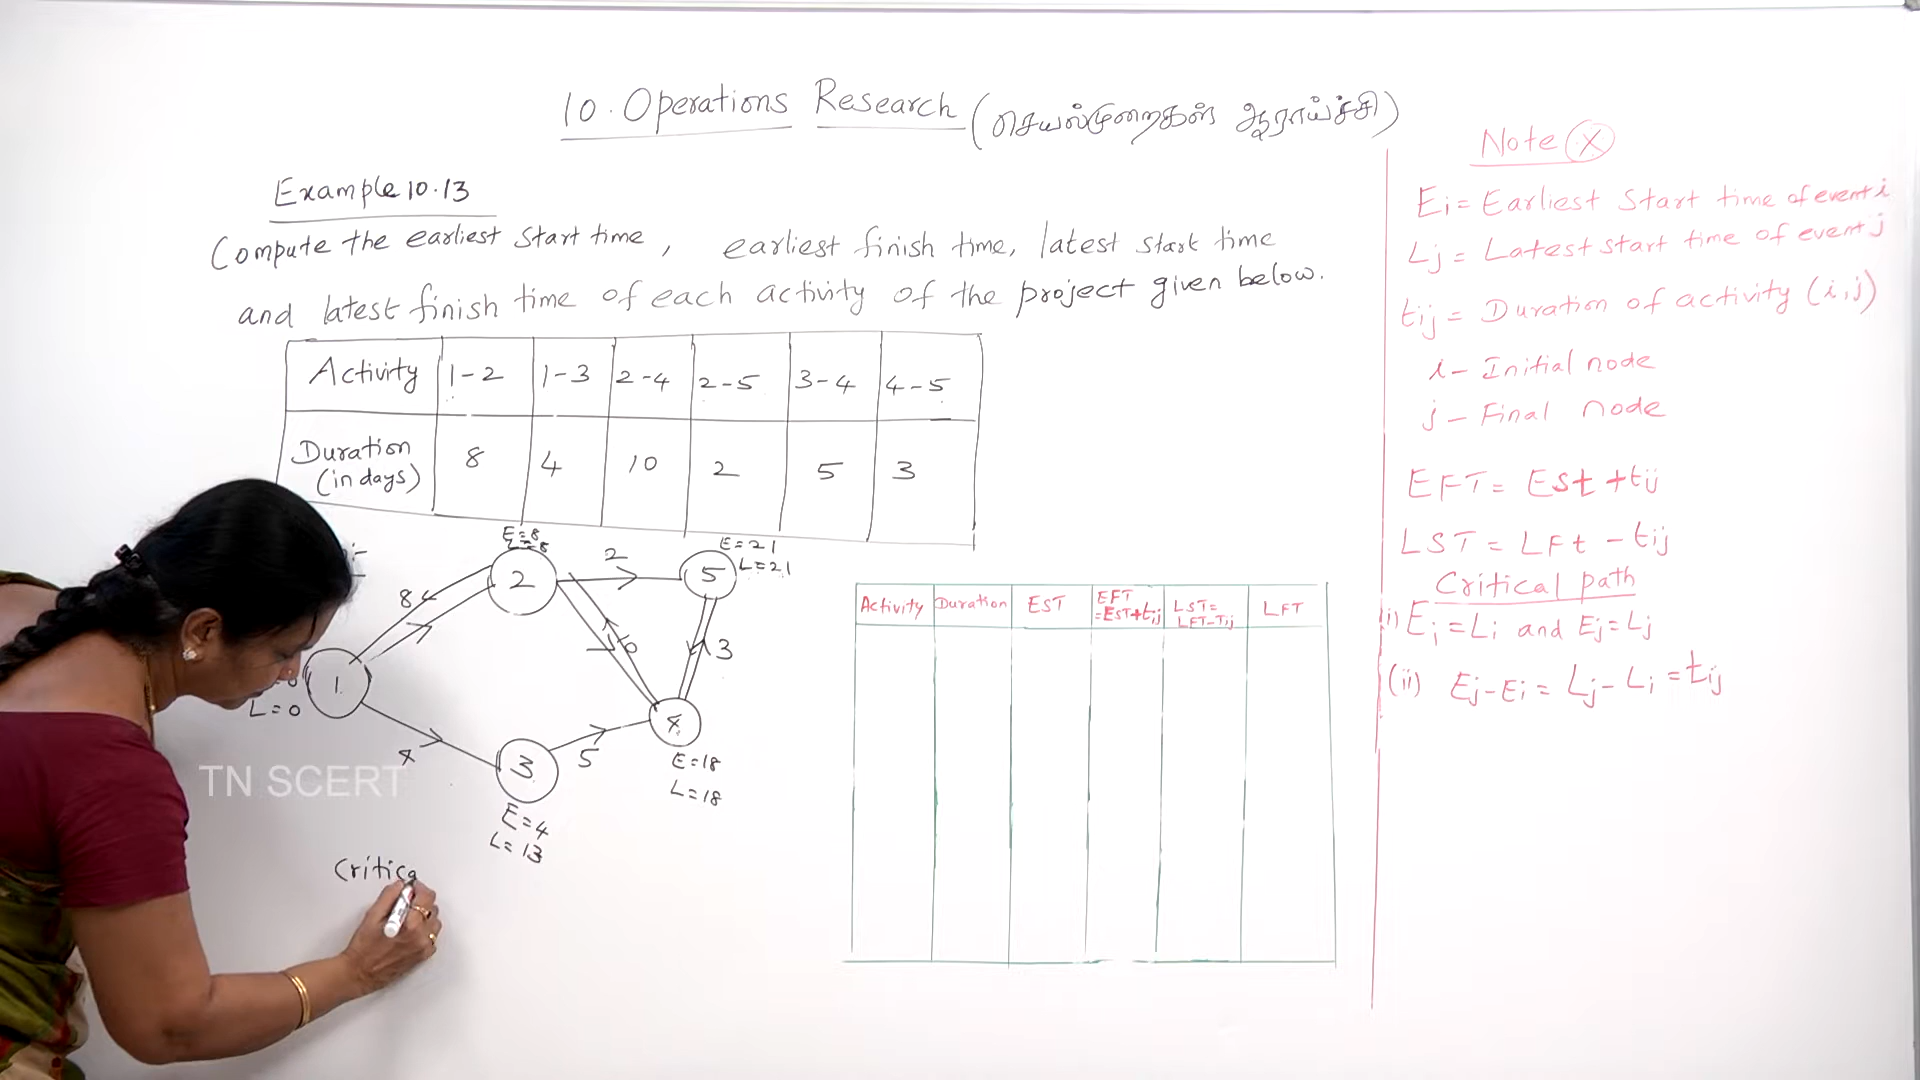 10. Operations Research (செயல்முறைகள் ஆராய்ச்சி)
Example 10.13
Compute the earliest start time, earliest finish time, latest start time
and latest finish time of each activity of the project given below.
Activity 1-2 1-3 2-4 2-5 3-4 4-5
Duration (in days) 8 4 10 2 5 3
E=8
L=8
2
2
E=21
L=21
5
8
10
3
1
L=0
4
3
5
4
E=18
L=18
E=4
L=13
Critica
TN SCERT
Activity Duration EST EFT =EST+tij LST= LFT-Tij LFT
Note (X)
Ei = Earliest Start time of event i
Lj = Latest start time of event j
tij = Duration of activity (i,j)
i - Initial node
j - Final node
EFT = Est + tij
LST = LFt - tij
Critical path
i) Ei = Li and Ej = Lj
(ii) Ej - Ei = Lj - Li = tij